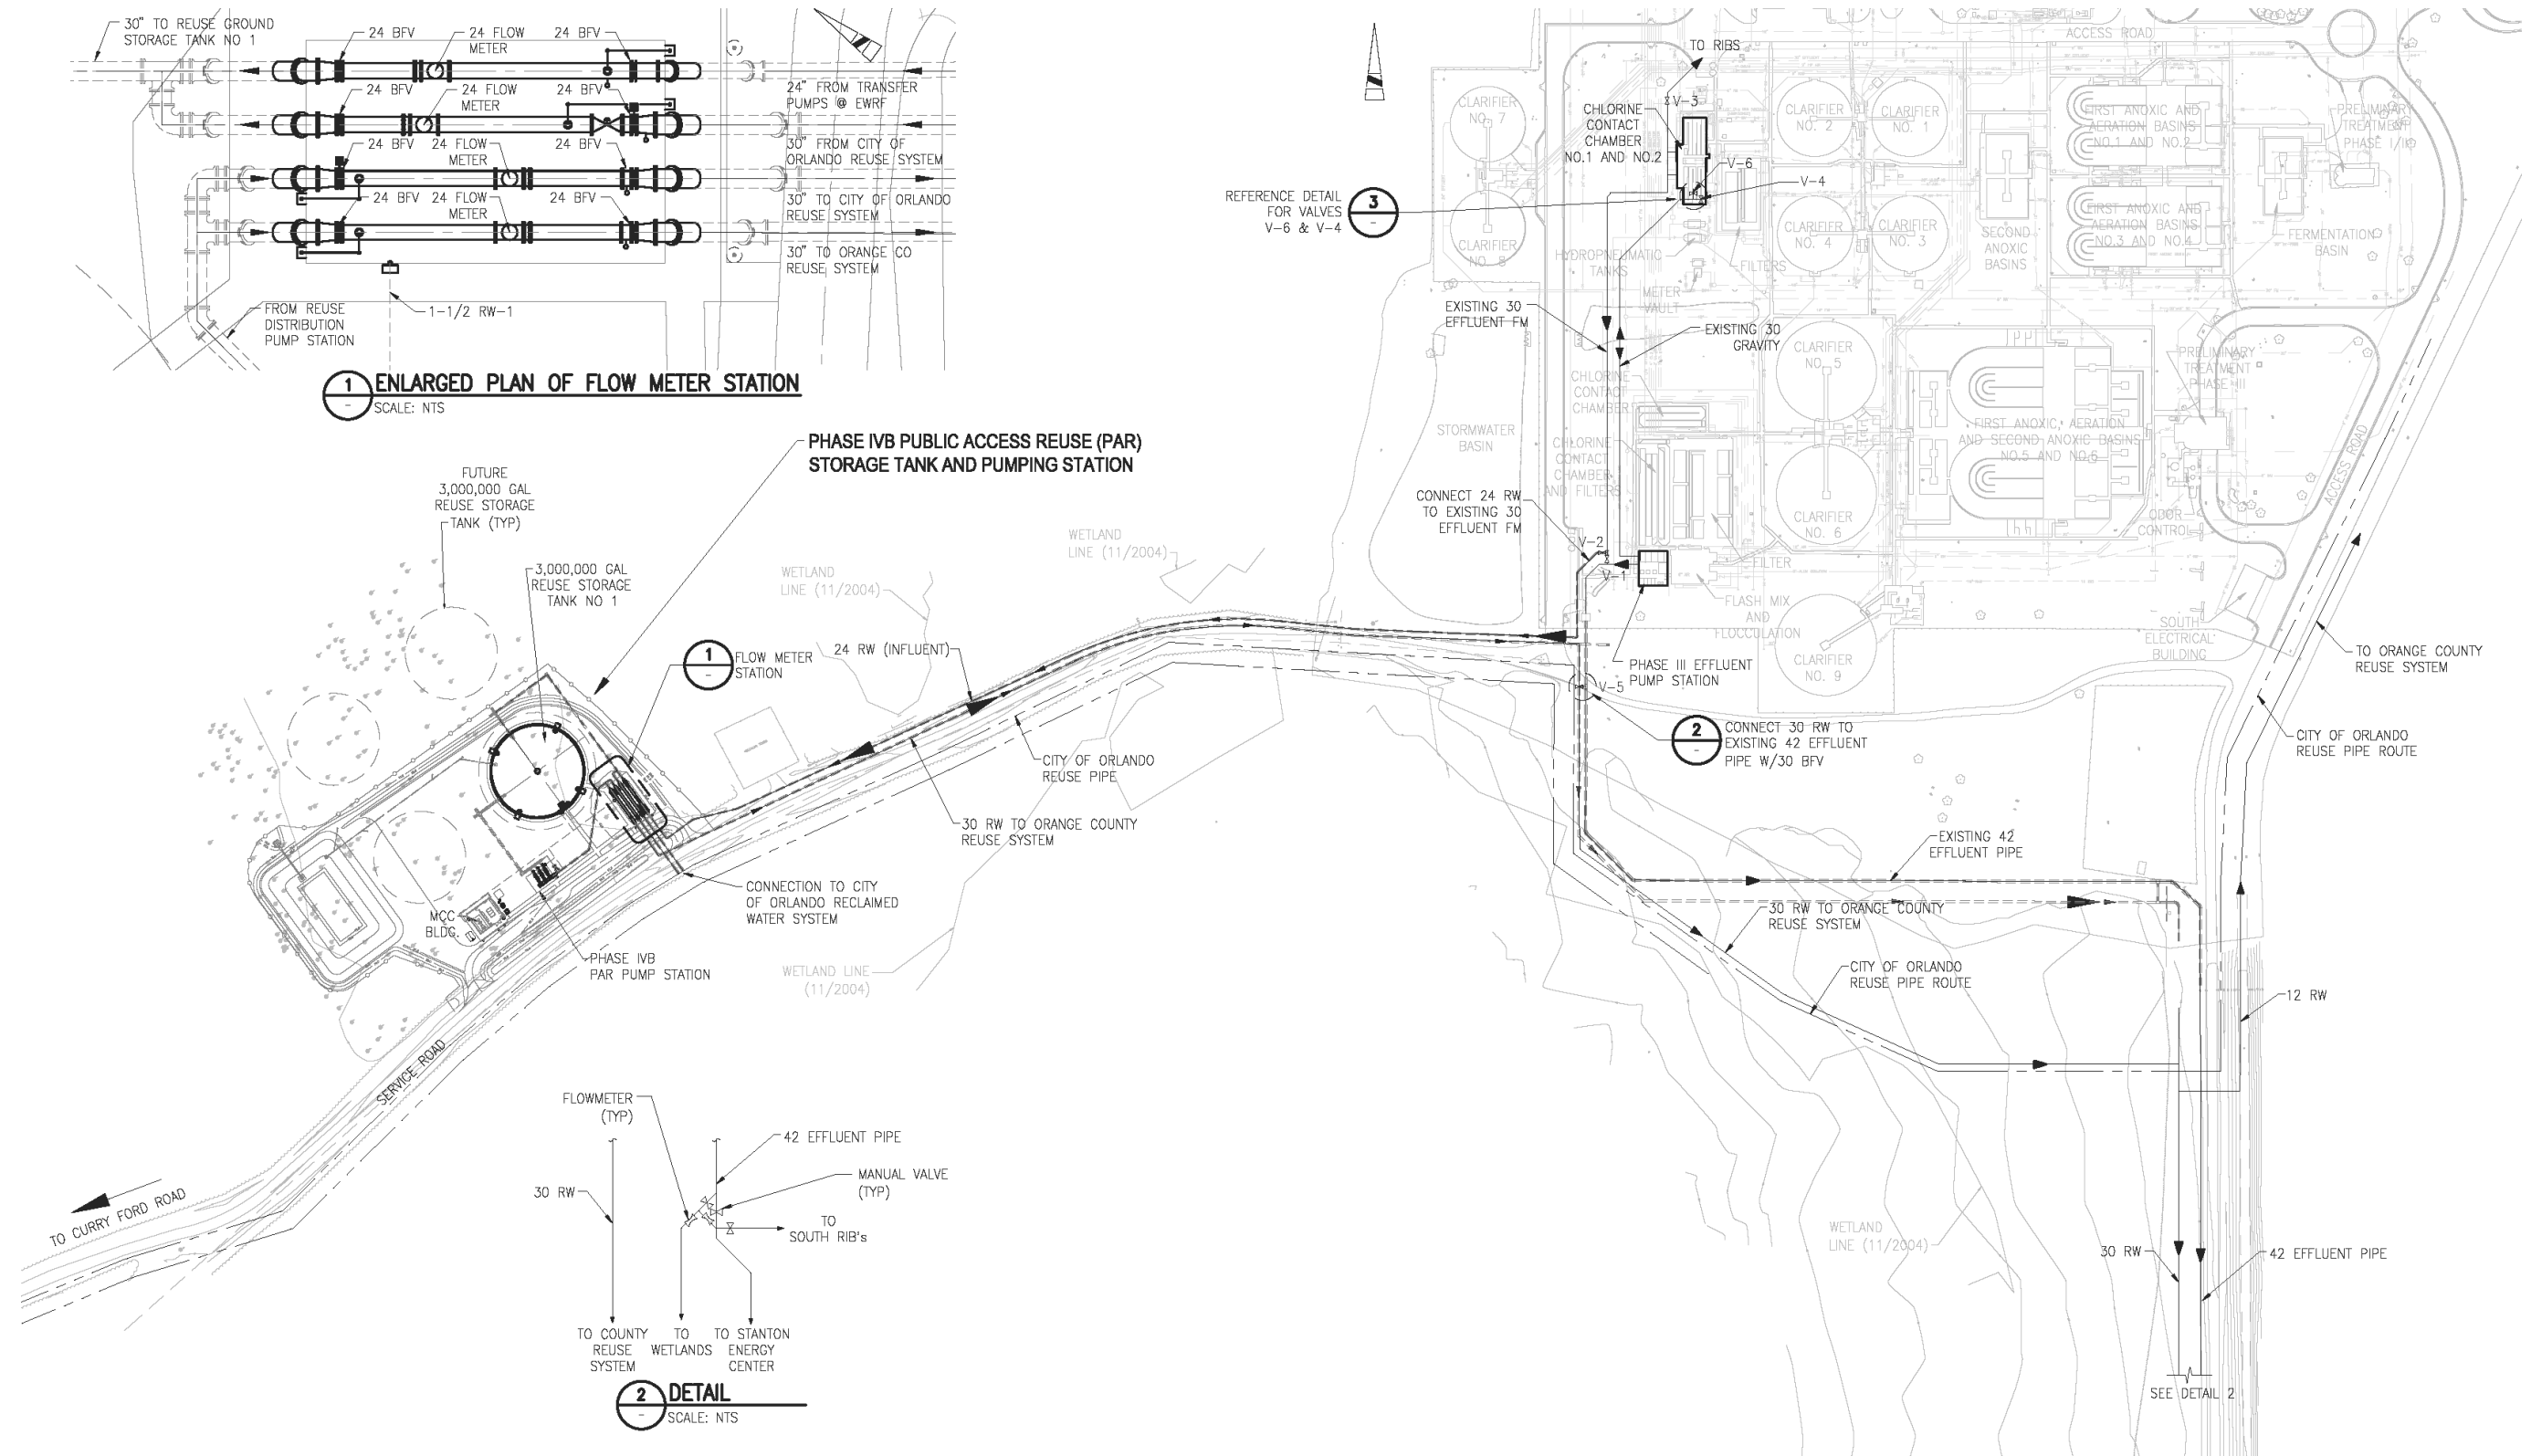 30" TO REUSE GROUND
STORAGE TANK NO 1
24 BFV
24 FLOW
METER
24 BFV
24 BFV
24 FLOW
METER
24 BFV
24 BFV
24 FLOW
METER
24 BFV
24 BFV
24 FLOW
METER
24 BFV
24" FROM TRANSFER
PUMPS @ EWRF
30" FROM CITY OF
ORLANDO REUSE SYSTEM
30" TO CITY OF ORLANDO
REUSE SYSTEM
30" TO ORANGE CO
REUSE SYSTEM
FROM REUSE
DISTRIBUTION
PUMP STATION
1-1/2 RW-1
1
-
ENLARGED PLAN OF FLOW METER STATION
SCALE: NTS
PHASE IVB PUBLIC ACCESS REUSE (PAR)
STORAGE TANK AND PUMPING STATION
FUTURE
3,000,000 GAL
REUSE STORAGE
TANK (TYP)
3,000,000 GAL
REUSE STORAGE
TANK NO 1
1
-
FLOW METER
STATION
24 RW (INFLUENT)
WETLAND
LINE (11/2004)
WETLAND
LINE (11/2004)
CITY OF ORLANDO
REUSE PIPE
30 RW TO ORANGE COUNTY
REUSE SYSTEM
CONNECTION TO CITY
OF ORLANDO RECLAIMED
WATER SYSTEM
MCC
BLDG.
PHASE IVB
PAR PUMP STATION
WETLAND LINE
(11/2004)
SERVICE ROAD
TO CURRY FORD ROAD
FLOWMETER
(TYP)
42 EFFLUENT PIPE
MANUAL VALVE
(TYP)
30 RW
TO
SOUTH RIB's
TO COUNTY
REUSE
SYSTEM
TO
WETLANDS
TO STANTON
ENERGY
CENTER
2
-
DETAIL
SCALE: NTS
TO RIBS
V-3
CHLORINE
CONTACT
CHAMBER
NO.1 AND NO.2
V-6
V-4
REFERENCE DETAIL
FOR VALVES
V-6 & V-4
3
-
ACCESS ROAD
CLARIFIER
NO. 7
CLARIFIER
NO. 8
CLARIFIER
NO. 2
CLARIFIER
NO. 1
CLARIFIER
NO. 4
CLARIFIER
NO. 3
FIRST ANOXIC AND
AERATION BASINS
NO.1 AND NO.2
FIRST ANOXIC AND
AERATION BASINS
NO.3 AND NO.4
PRELIMINARY
TREATMENT
PHASE I/II
SECOND
ANOXIC
BASINS
FERMENTATION
BASIN
HYDROPNEUMATIC
TANKS
FILTERS
METER
VAULT
EXISTING 30
EFFLUENT FM
EXISTING 30
GRAVITY
CLARIFIER
NO. 5
PRELIMINARY
TREATMENT
PHASE III
CHLORINE
CONTACT
CHAMBER
STORMWATER
BASIN
CHLORINE
CONTACT
CHAMBER
AND FILTERS
FIRST ANOXIC, AERATION
AND SECOND ANOXIC BASINS
NO.5 AND NO.6
ACCESS ROAD
CONNECT 24 RW
TO EXISTING 30
EFFLUENT FM
CLARIFIER
NO. 6
ODOR
CONTROL
V-2
V-1
FILTER
FLASH MIX
AND
FLOCCULATION
SOUTH
ELECTRICAL
BUILDING
CLARIFIER
NO. 9
PHASE III EFFLUENT
PUMP STATION
V-5
TO ORANGE COUNTY
REUSE SYSTEM
2
-
CONNECT 30 RW TO
EXISTING 42 EFFLUENT
PIPE W/30 BFV
CITY OF ORLANDO
REUSE PIPE ROUTE
EXISTING 42
EFFLUENT PIPE
30 RW TO ORANGE COUNTY
REUSE SYSTEM
CITY OF ORLANDO
REUSE PIPE ROUTE
12 RW
WETLAND
LINE (11/2004)
30 RW
42 EFFLUENT PIPE
SEE DETAIL 2